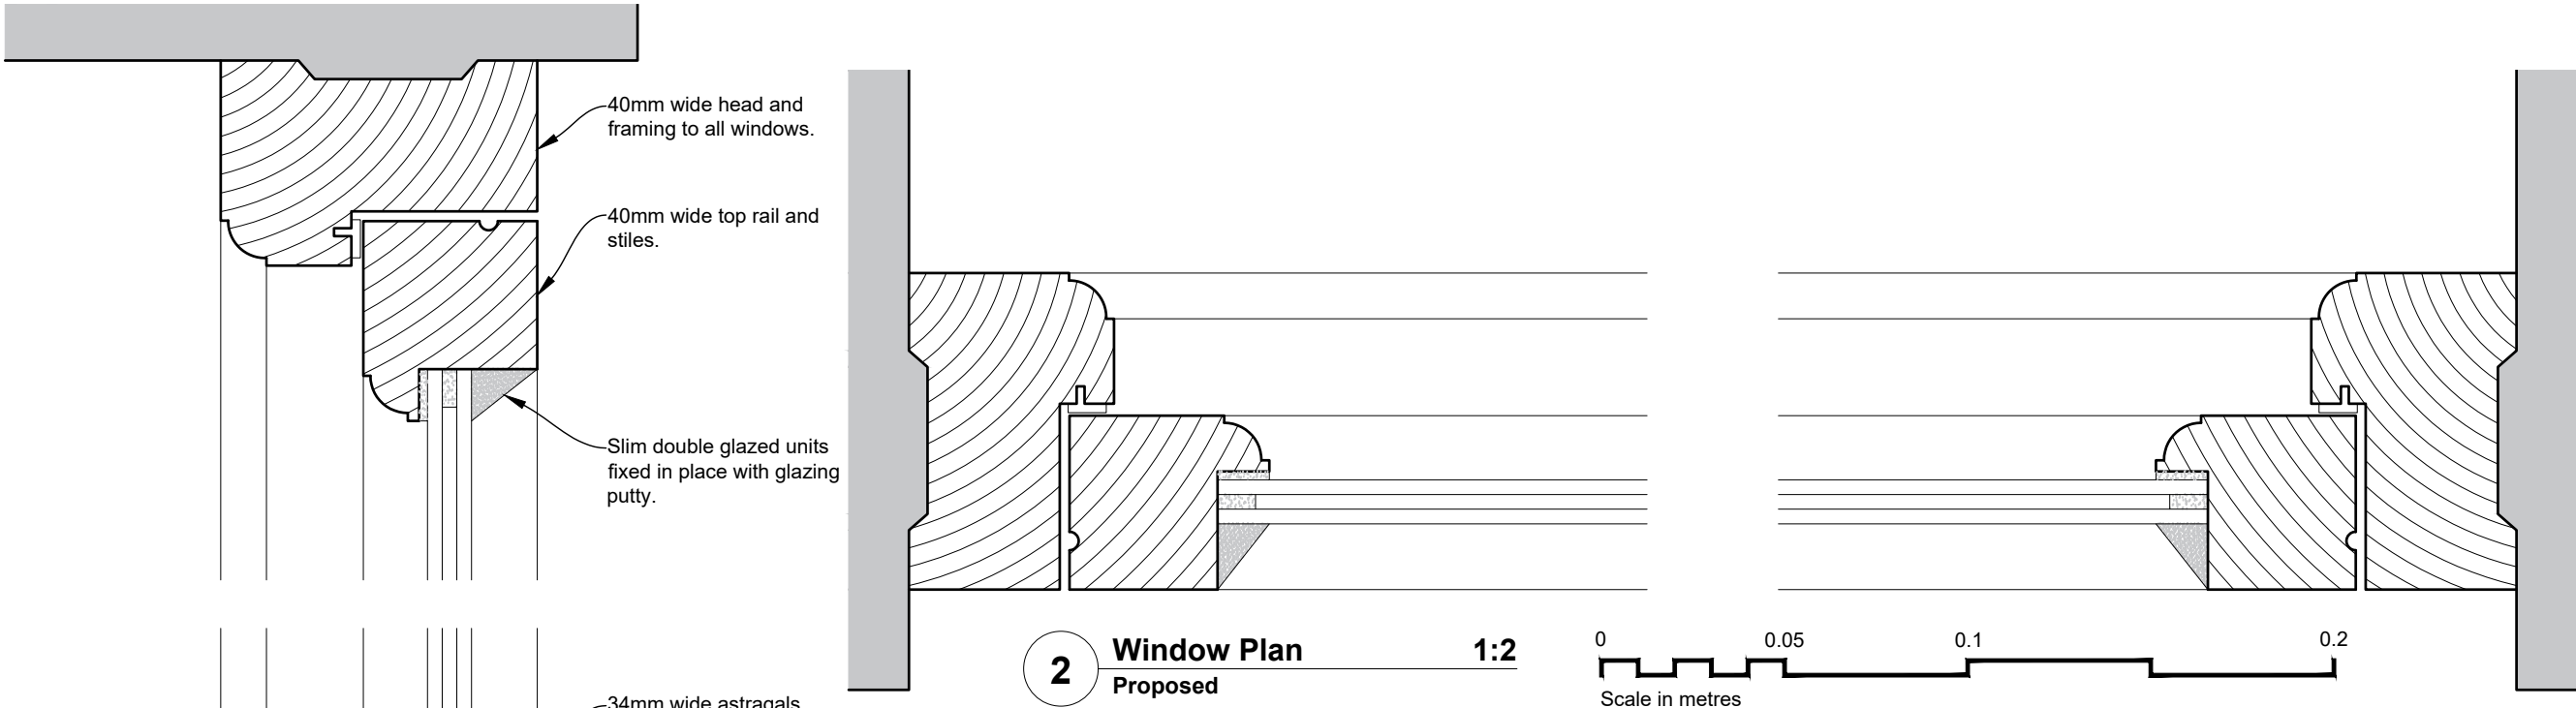 40mm wide head and
framing to all windows.
40mm wide top rail and
stiles.
Slim double glazed units
fixed in place with glazing
putty.
34mm wide astragals
2
Window Plan 1:2
Proposed
0 0.05 0.1 0.2
Scale in metres